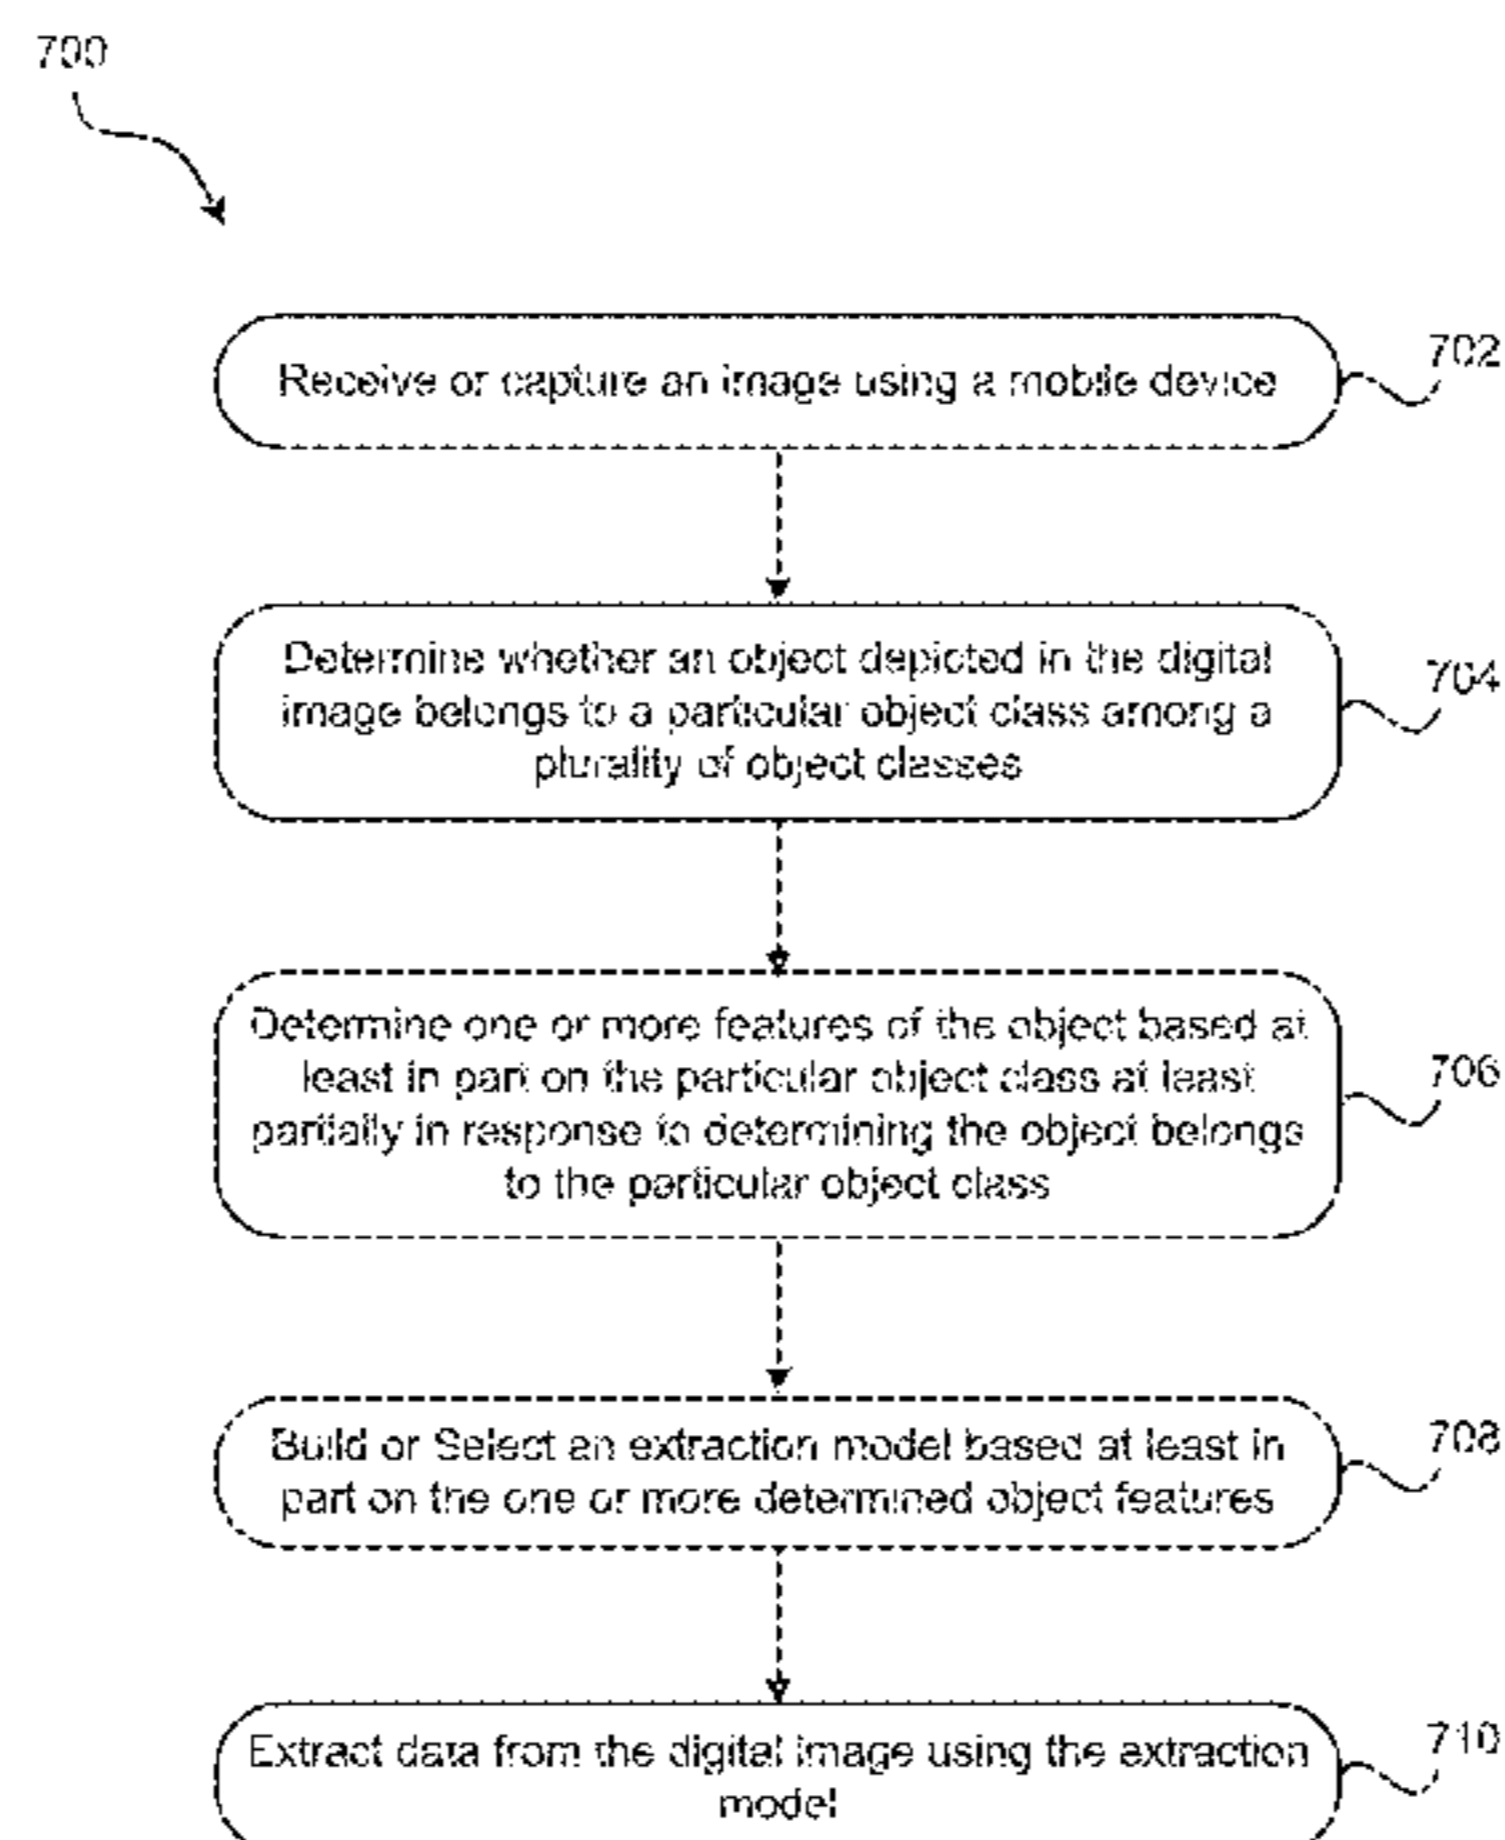 700
Receive or capture an image using a mobile device
702
Determine whether an object depicted in the digital
image belongs to a particular object class among a
plurality of object classes
704
Determine one or more features of the object based at
least in part on the particular object class at least
partially in response to determining the object belongs
to the particular object class
706
Build or Select an extraction model based at least in
part on the one or more determined object features
708
Extract data from the digital image using the extraction
model
710